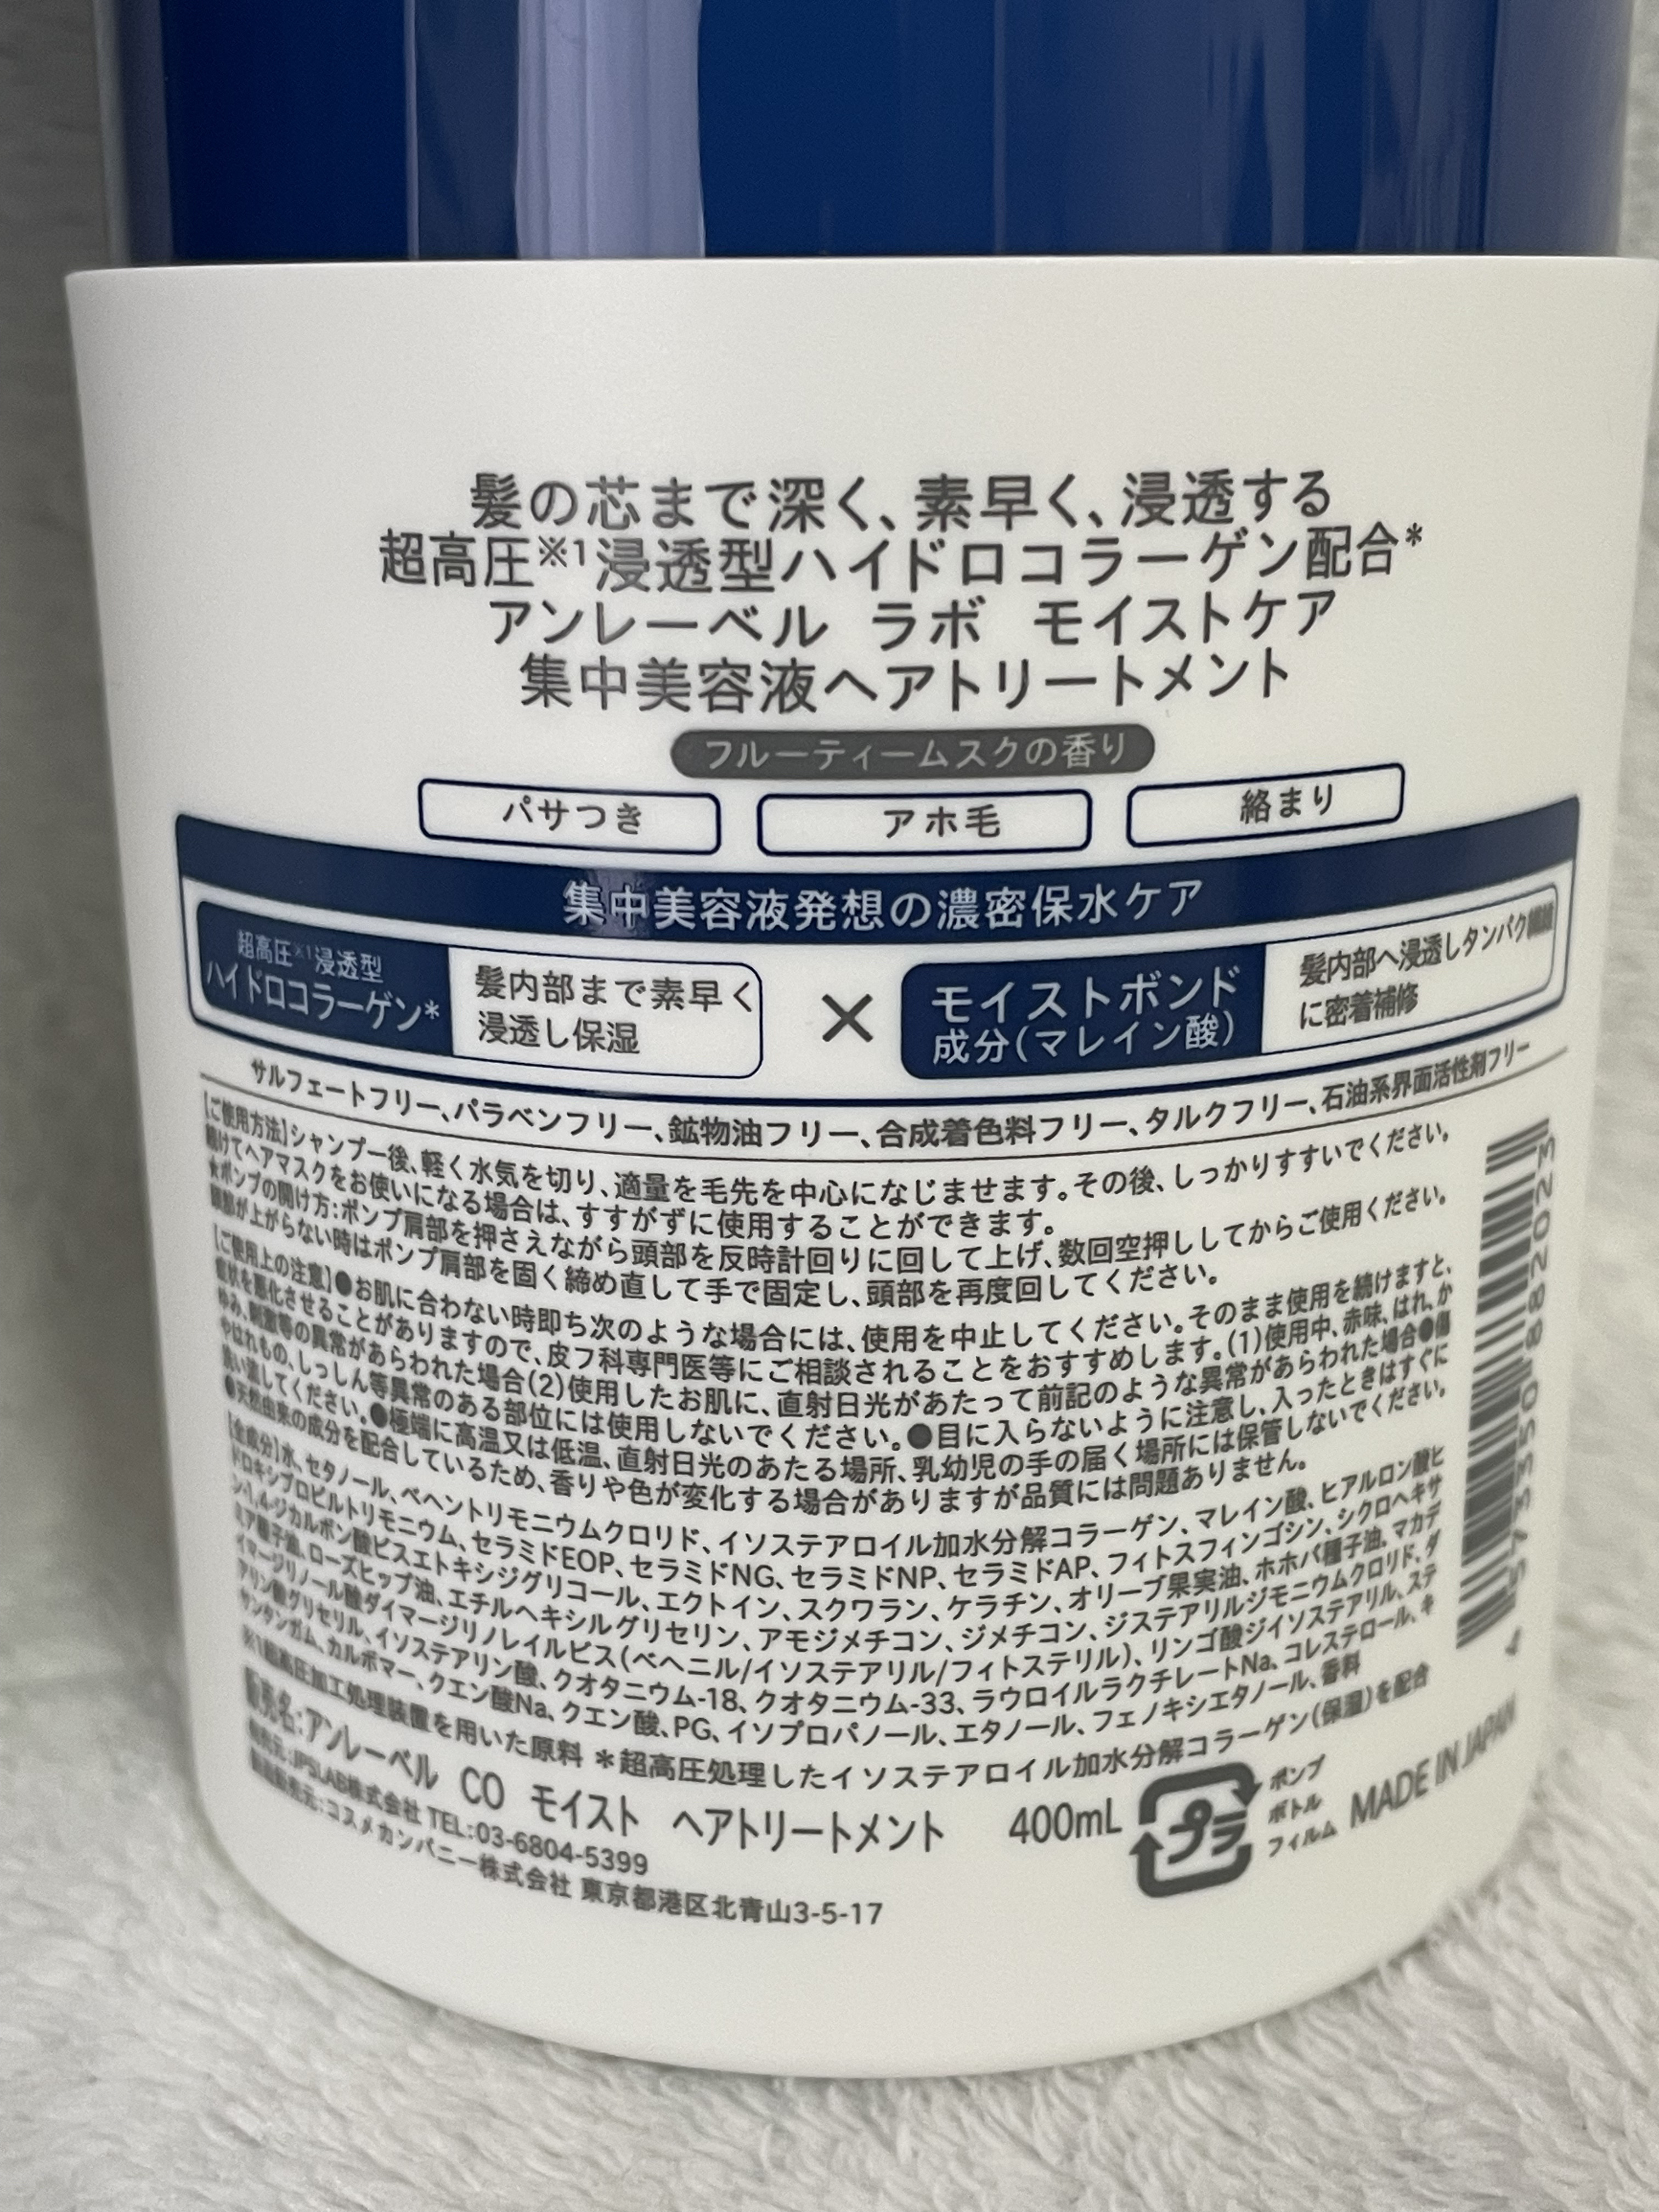 髪の芯まで深く、素早く、浸透する
超高圧※1浸透型ハイドロコラーゲン配合*
アンレーベル ラボ モイストケア
集中美容液ヘアトリートメント
フルーティームスクの香り
パサつき アホ毛 絡まり
集中美容液発想の濃密保水ケア
超高圧※1浸透型
ハイドロコラーゲン*
髪内部まで素早く
浸透し保湿
×
モイストボンド
成分(マレイン酸)
髪内部へ浸透しタンパク繊維
に密着補修
サルフェートフリー、パラベンフリー、鉱物油フリー、合成着色料フリー、タルクフリー、石油系界面活性剤フリー
【ご使用方法】シャンプー後、軽く水気を切り、適量を毛先を中心になじませます。その後、しっかりすすいでください。
続けてヘアマスクをお使いになる場合は、すすがずに使用することができます。
★ポンプの開け方:ポンプ肩部を押さえながら頭部を反時計回りに回して上げ、数回空押ししてからご使用ください。
頭部が上がらない時はポンプ肩部を固く締め直して手で固定し、頭部を再度回してください。
【ご使用上の注意】●お肌に合わない時即ち次のような場合には、使用を中止してください。そのまま使用を続けますと、
症状を悪化させることがありますので、皮フ科専門医等にご相談されることをおすすめします。(1)使用中、赤味、はれ、か
ゆみ、刺激等の異常があらわれた場合(2)使用したお肌に、直射日光があたって前記のような異常があらわれた場合●傷
やはれもの、しっしん等異常のある部位には使用しないでください。●目に入らないように注意し、入ったときはすぐに
洗い流してください。●極端に高温又は低温、直射日光のあたる場所、乳幼児の手の届く場所には保管しないでください。
●天然由来の成分を配合しているため、香りや色が変化する場合がありますが品質には問題ありません。
【全成分】水、セタノール、ベヘントリモニウムクロリド、イソステアロイル加水分解コラーゲン、マレイン酸、ヒアルロン酸ヒ
ドロキシプロピルトリモニウム、セラミドEOP、セラミドNG、セラミドNP、セラミドAP、フィトスフィンゴシン、シクロヘキサ
ン-1,4-ジカルボン酸ビスエトキシジグリコール、エクトイン、スクワラン、ケラチン、オリーブ果実油、ホホバ種子油、マカデ
ミア種子油、ローズヒップ油、エチルヘキシルグリセリン、アモジメチコン、ジメチコン、ジステアリルジモニウムクロリド、ダ
イマージリノール酸ダイマージリノレイルビス(ベヘニル/イソステアリル/フィトステリル)、リンゴ酸ジイソステアリル、ステ
アリン酸グリセリル、イソステアリン酸、クオタニウム-18、クオタニウム-33、ラウロイルラクチレートNa、コレステロール、キ
サンタンガム、カルボマー、クエン酸Na、クエン酸、PG、イソプロパノール、エタノール、フェノキシエタノール、香料
※1超高圧加工処理装置を用いた原料 *超高圧処理したイソステアロイル加水分解コラーゲン(保湿)を配合
販売名:アンレーベル CO モイスト ヘアトリートメント 400mL
発売元:JPSLAB株式会社 TEL:03-6804-5399
製造販売元:コスメカンパニー株式会社 東京都港区北青山3-5-17
プラ
ポンプ
ボトル
フィルム
MADE IN JAPAN
4 573350 882023